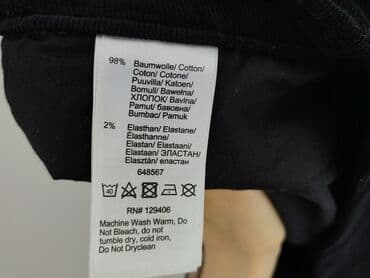 98% Baumwolle/ Cotton/
Coton/ Cotone/
Puuvilla/ Katoen/
Bomull/ Bawełna/
ХЛОПОК/ Bavlna/
Pamut/ бавовна/
Bumbac/ Pamuk
2% Elasthan/ Elastane/
Élasthanne/
Elastan/ Elastaani/
Elastaan/ ЭЛАСТАН/
Elasztán/ еластан
648567
40
RN# 129406
Machine Wash Warm, Do
Not Bleach, do not
tumble dry, cold iron,
Do Not Dryclean